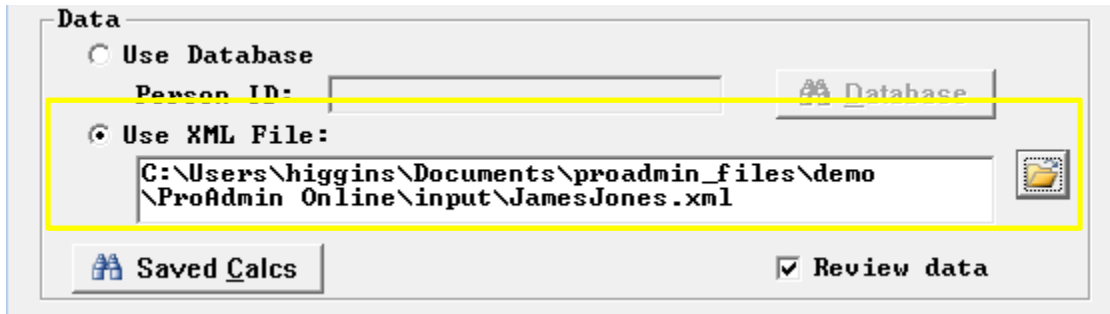 Data
Use Database
Person ID:
Database
Use XML File:
C:\Users\higgins\Documents\proadmin_files\demo
\ProAdmin Online\input\JamesJones.xml
Saved Calcs
Review data